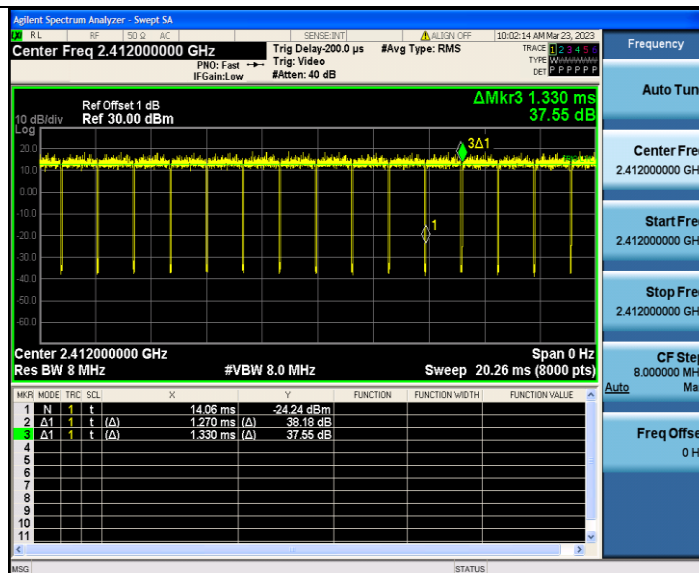 Agilent Spectrum Analyzer - Swept SA
RL RF 50 Ω AC SENSE:INT ALIGN OFF 10:02:14 AM Mar 23, 2023
Center Freq 2.412000000 GHz
PNO: Fast
IFGain:Low
Trig Delay-200.0 µs
Trig: Video
#Atten: 40 dB
#Avg Type: RMS
TRACE 1 2 3 4 5 6
TYPE
DET P P P P P P
Ref Offset 1 dB
10 dB/div Ref 30.00 dBm
Log
ΔMkr3 1.330 ms
37.55 dB
20.0
10.0
0.00
-10.0
-20.0
-30.0
-40.0
-50.0
-60.0
3Δ1
1
Center 2.412000000 GHz Span 0 Hz
Res BW 8 MHz #VBW 8.0 MHz Sweep 20.26 ms (8000 pts)
MKR MODE TRC SCL X Y FUNCTION FUNCTION WIDTH FUNCTION VALUE
1 N 1 t 14.06 ms -24.24 dBm
2 Δ1 1 t (Δ) 1.270 ms (Δ) 38.18 dB
3 Δ1 1 t (Δ) 1.330 ms (Δ) 37.55 dB
4
5
6
7
8
9
10
11
MSG STATUS
Frequency
Auto Tun
Center Fre
2.412000000 GH
Start Fre
2.412000000 GH
Stop Fre
2.412000000 GH
CF Step
8.000000 MH
Auto Ma
Freq Offse
0 H